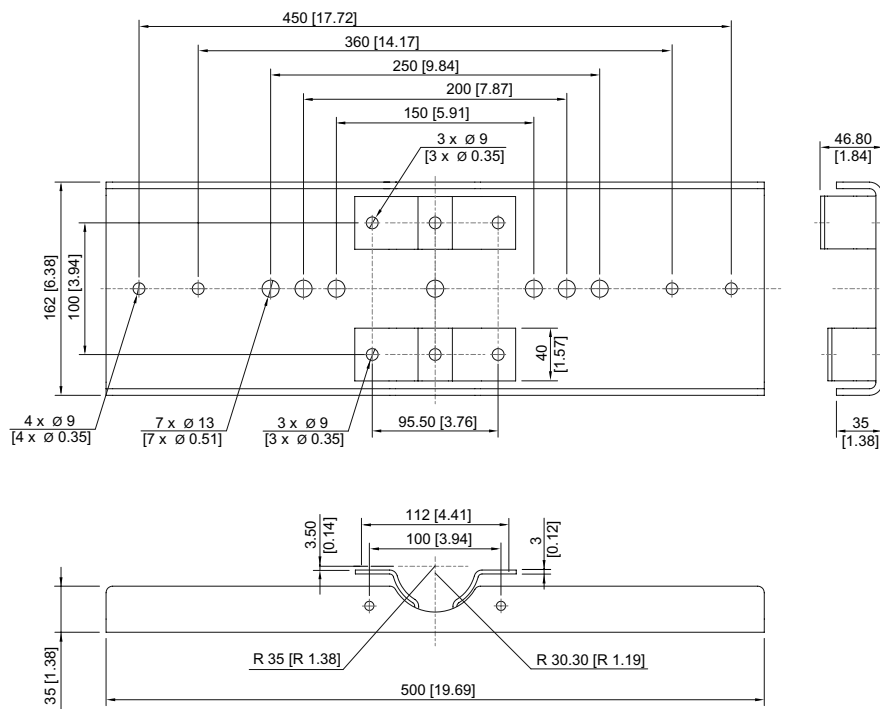 450 [17.72]
360 [14.17]
250 [9.84]
200 [7.87]
150 [5.91]
3 x Ø 9
[3 x Ø 0.35]
46.80
[1.84]
162 [6.38]
100 [3.94]
40
[1.57]
4 x Ø 9
[4 x Ø 0.35]
7 x Ø 13
[7 x Ø 0.51]
3 x Ø 9
[3 x Ø 0.35]
95.50 [3.76]
35
[1.38]
3.50
[0.14]
112 [4.41]
100 [3.94]
3
[0.12]
35 [1.38]
R 35 [R 1.38]
R 30.30 [R 1.19]
500 [19.69]